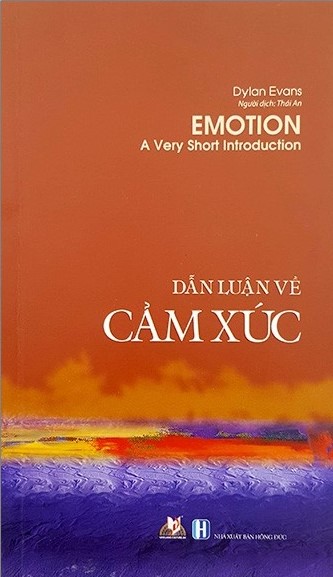 Dylan Evans
Người dịch: Thái An
EMOTION
A Very Short Introduction
DẪN LUẬN VỀ
CẢM XÚC
NHÀ XUẤT BẢN HỒNG ĐỨC